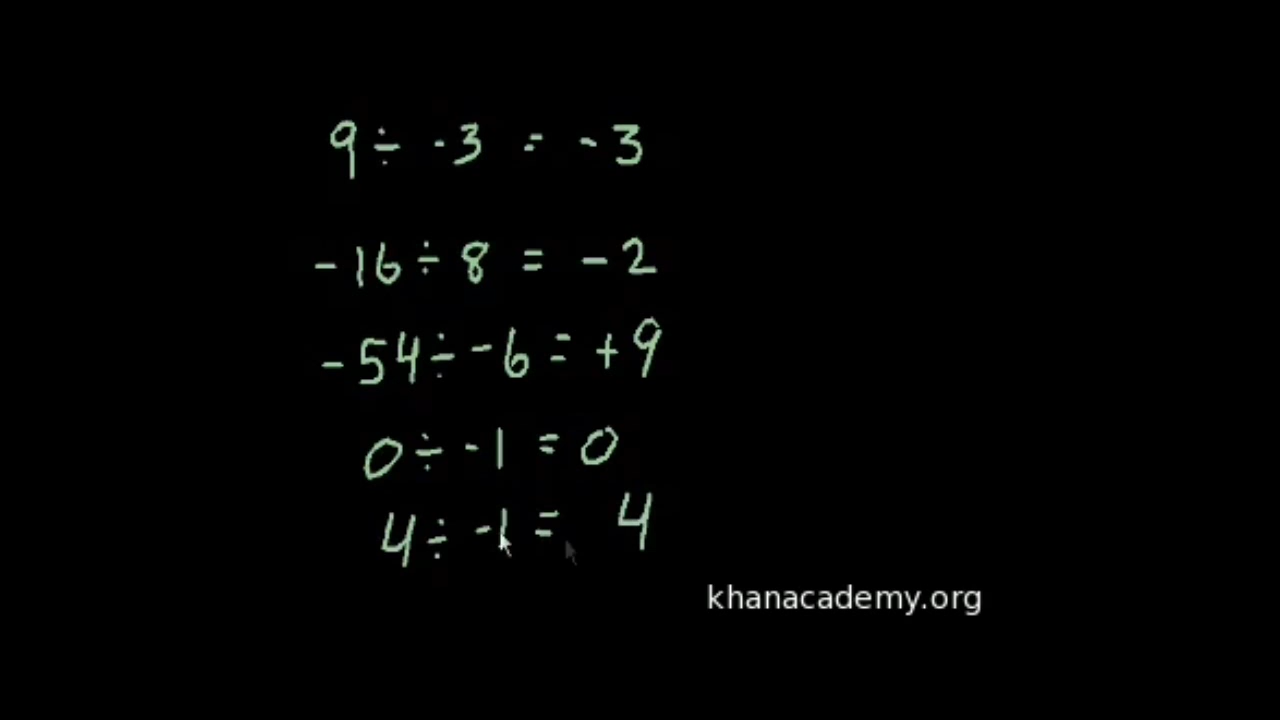 9 ÷ -3 = -3
-16 ÷ 8 = -2
-54 ÷ -6 = +9
0 ÷ -1 = 0
4 ÷ -1 = 4
khanacademy.org